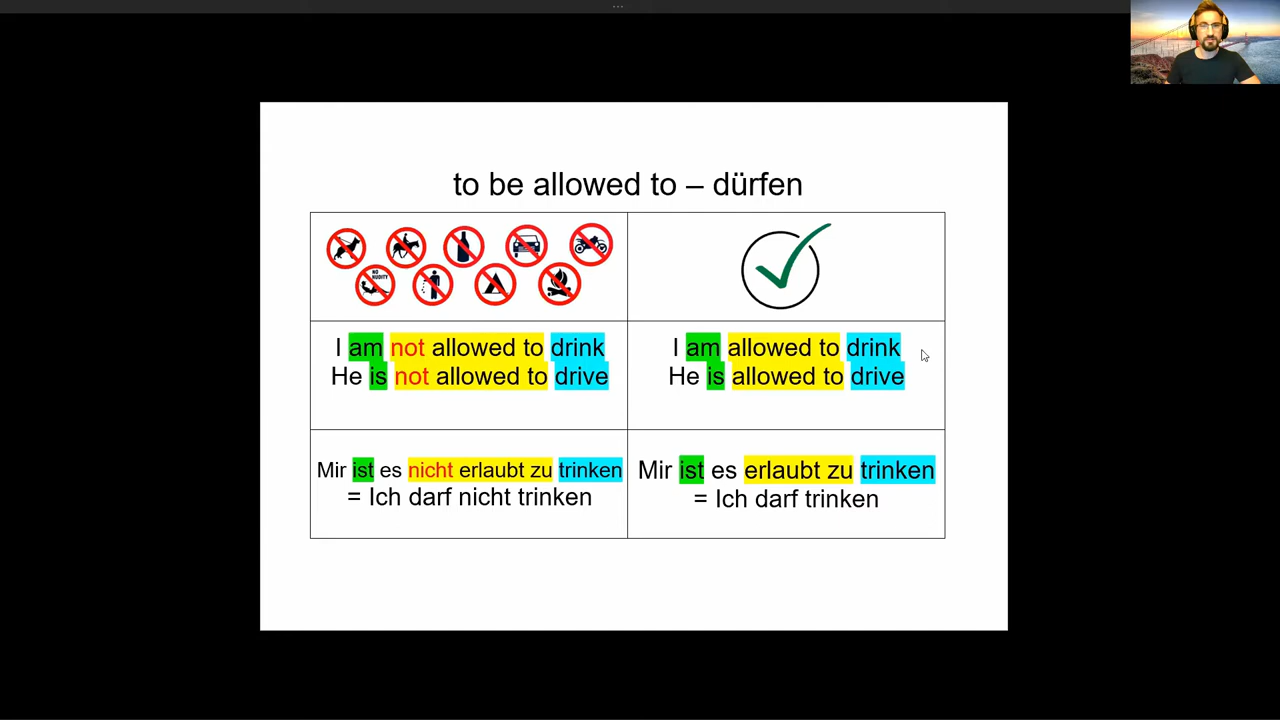 to be allowed to – dürfen
NO
NUDITY
I am not allowed to drink
He is not allowed to drive
I am allowed to drink
He is allowed to drive
Mir ist es nicht erlaubt zu trinken
= Ich darf nicht trinken
Mir ist es erlaubt zu trinken
= Ich darf trinken